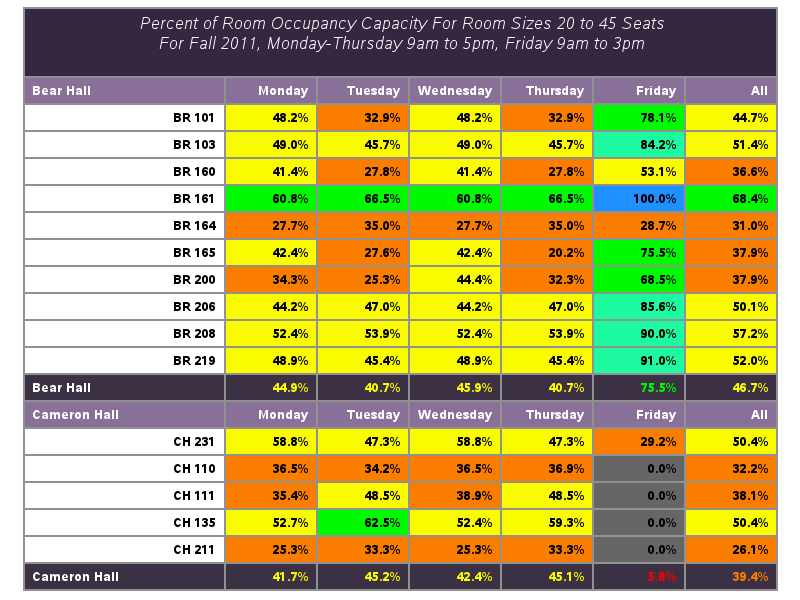 Percent of Room Occupancy Capacity For Room Sizes 20 to 45 Seats
For Fall 2011, Monday-Thursday 9am to 5pm, Friday 9am to 3pm
Bear Hall Monday Tuesday Wednesday Thursday Friday All
BR 101 48.2% 32.9% 48.2% 32.9% 78.1% 44.7%
BR 103 49.0% 45.7% 49.0% 45.7% 84.2% 51.4%
BR 160 41.4% 27.8% 41.4% 27.8% 53.1% 36.6%
BR 161 60.8% 66.5% 60.8% 66.5% 100.0% 68.4%
BR 164 27.7% 35.0% 27.7% 35.0% 28.7% 31.0%
BR 165 42.4% 27.6% 42.4% 20.2% 75.5% 37.9%
BR 200 34.3% 25.3% 44.4% 32.3% 68.5% 37.9%
BR 206 44.2% 47.0% 44.2% 47.0% 85.6% 50.1%
BR 208 52.4% 53.9% 52.4% 53.9% 90.0% 57.2%
BR 219 48.9% 45.4% 48.9% 45.4% 91.0% 52.0%
Bear Hall 44.9% 40.7% 45.9% 40.7% 75.5% 46.7%
Cameron Hall Monday Tuesday Wednesday Thursday Friday All
CH 231 58.8% 47.3% 58.8% 47.3% 29.2% 50.4%
CH 110 36.5% 34.2% 36.5% 36.9% 0.0% 32.2%
CH 111 35.4% 48.5% 38.9% 48.5% 0.0% 38.1%
CH 135 52.7% 62.5% 52.4% 59.3% 0.0% 50.4%
CH 211 25.3% 33.3% 25.3% 33.3% 0.0% 26.1%
Cameron Hall 41.7% 45.2% 42.4% 45.1% 5.8% 39.4%